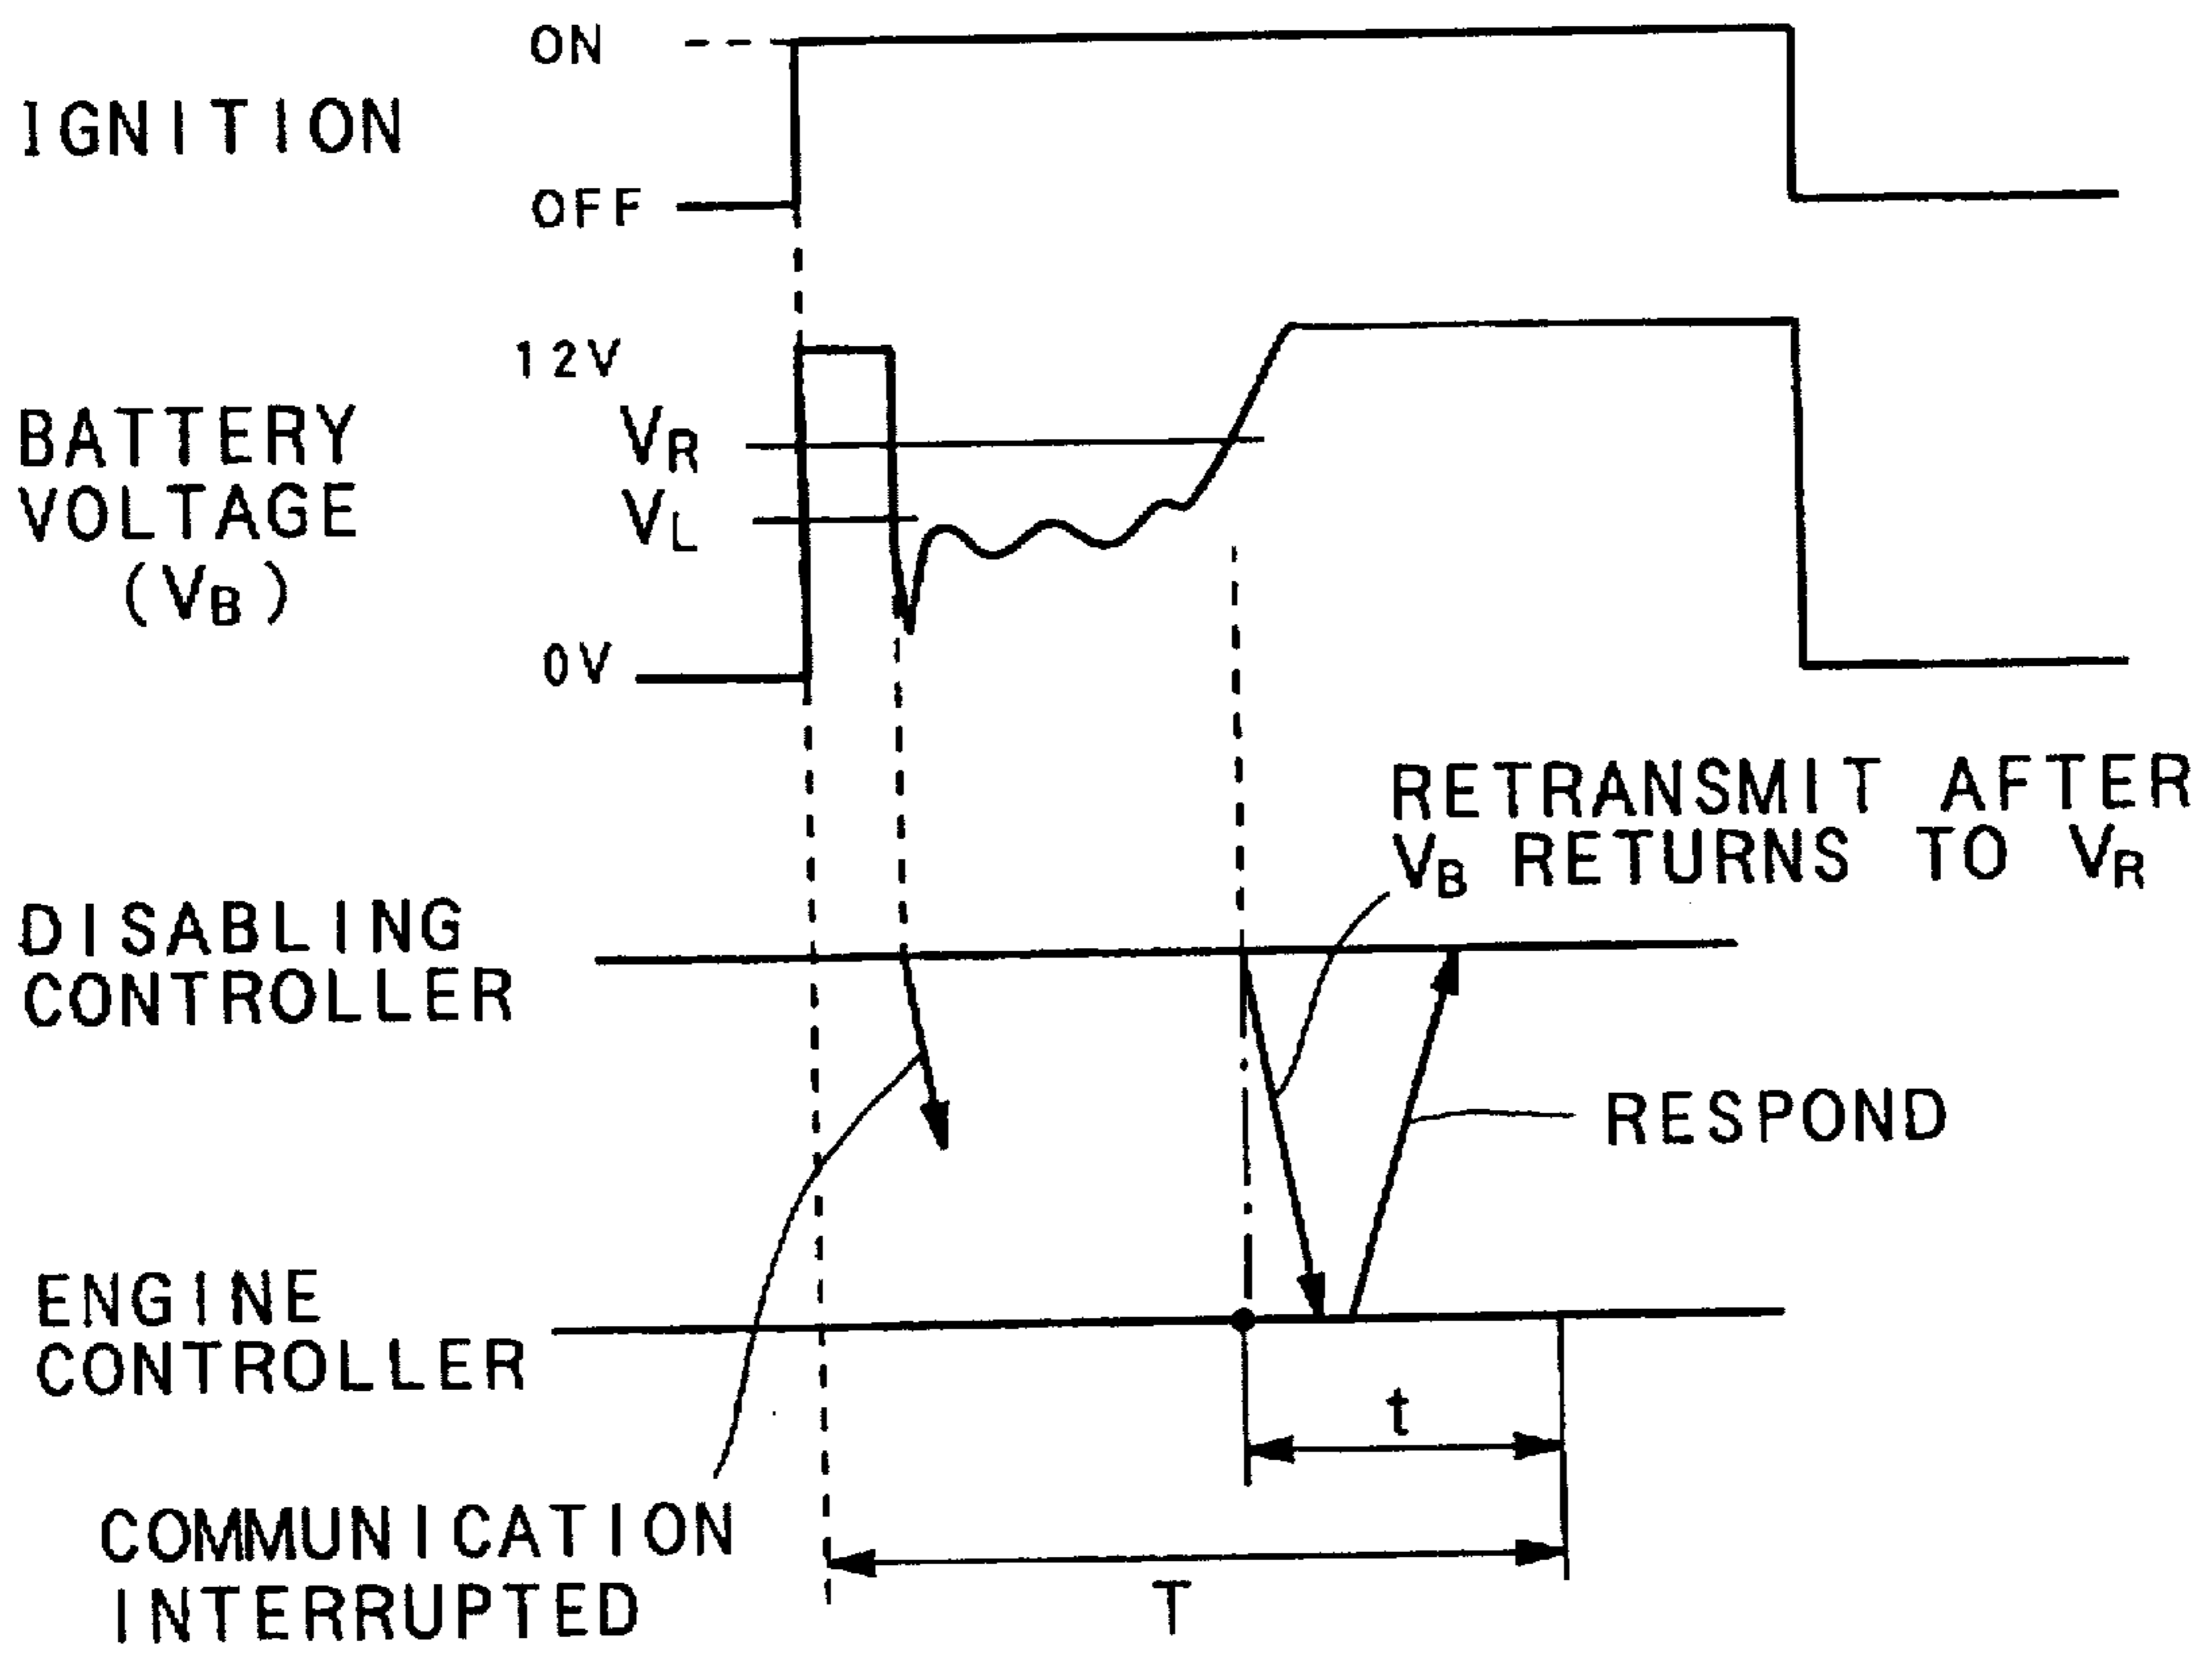 ON
IGNITION
OFF
12V
VR
BATTERY
VOLTAGE
(VB)
VL
0V
RETRANSMIT AFTER
VB RETURNS TO VR
DISABLING
CONTROLLER
RESPOND
ENGINE
CONTROLLER
t
COMMUNICATION
INTERRUPTED
T